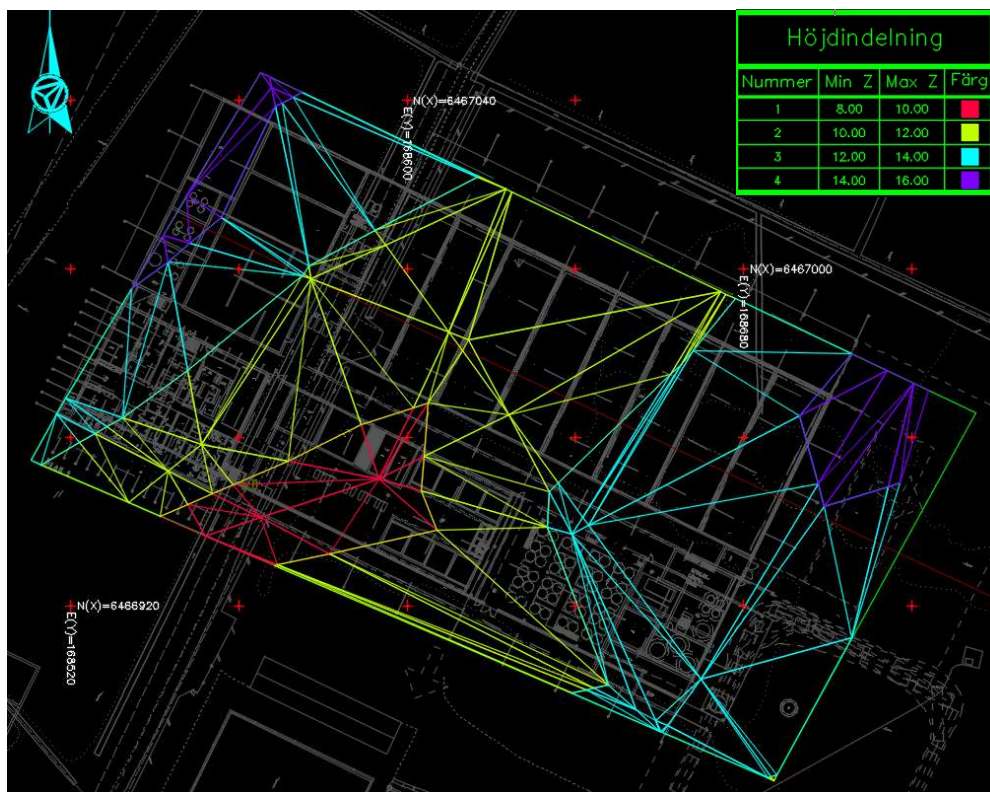 Höjdindelning
Nummer Min Z Max Z Färg
1 8.00 10.00
2 10.00 12.00
3 12.00 14.00
4 14.00 16.00
N(X)=6467040
E(Y)=168600
N(X)=6467000
E(Y)=168680
N(X)=6466920
E(Y)=168520